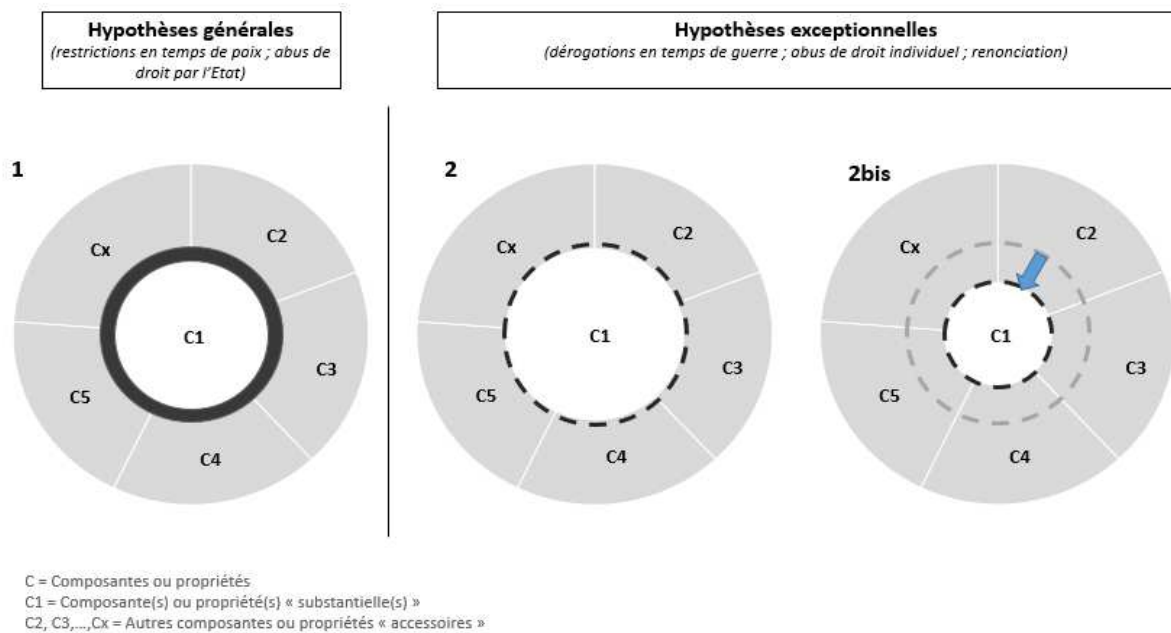 Hypothèses générales
(restrictions en temps de paix ; abus de
droit par l'Etat)
Hypothèses exceptionnelles
(dérogations en temps de guerre ; abus de droit individuel ; renonciation)
1
Cx
C2
C1
C3
C5
C4
2
Cx
C2
C1
C3
C5
C4
2bis
Cx
C2
C1
C3
C5
C4
C = Composantes ou propriétés
C1 = Composante(s) ou propriété(s) « substantielle(s) »
C2, C3,...,Cx = Autres composantes ou propriétés « accessoires »